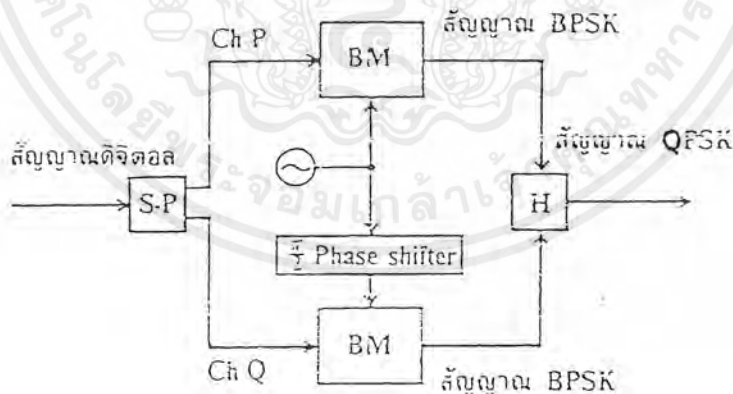 สัญญาณ BPSK
Ch P
BM
สัญญาณดิจิตอล
สัญญาณ QPSK
S-P
H
π/2 Phase shifter
BM
Ch Q
สัญญาณ BPSK